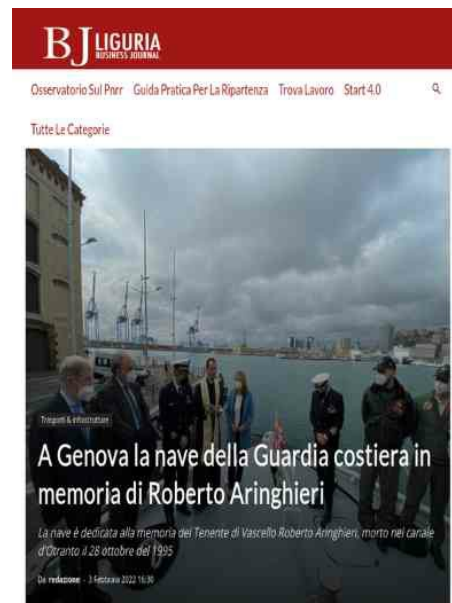 BJ LIGURIA
BUSINESS JOURNAL
Osservatorio Sul Pnrr Guida Pratica Per La Ripartenza Trova Lavoro Start 4.0
Tutte Le Categorie
Trasporti & infrastrutture
A Genova la nave della Guardia costiera in
memoria di Roberto Aringhieri
La nave è dedicata alla memoria del Tenente di Vascello Roberto Aringhieri, morto nel canale
d'Otranto il 28 ottobre del 1995
Da redazione - 3 Febbraio 2022 16:30